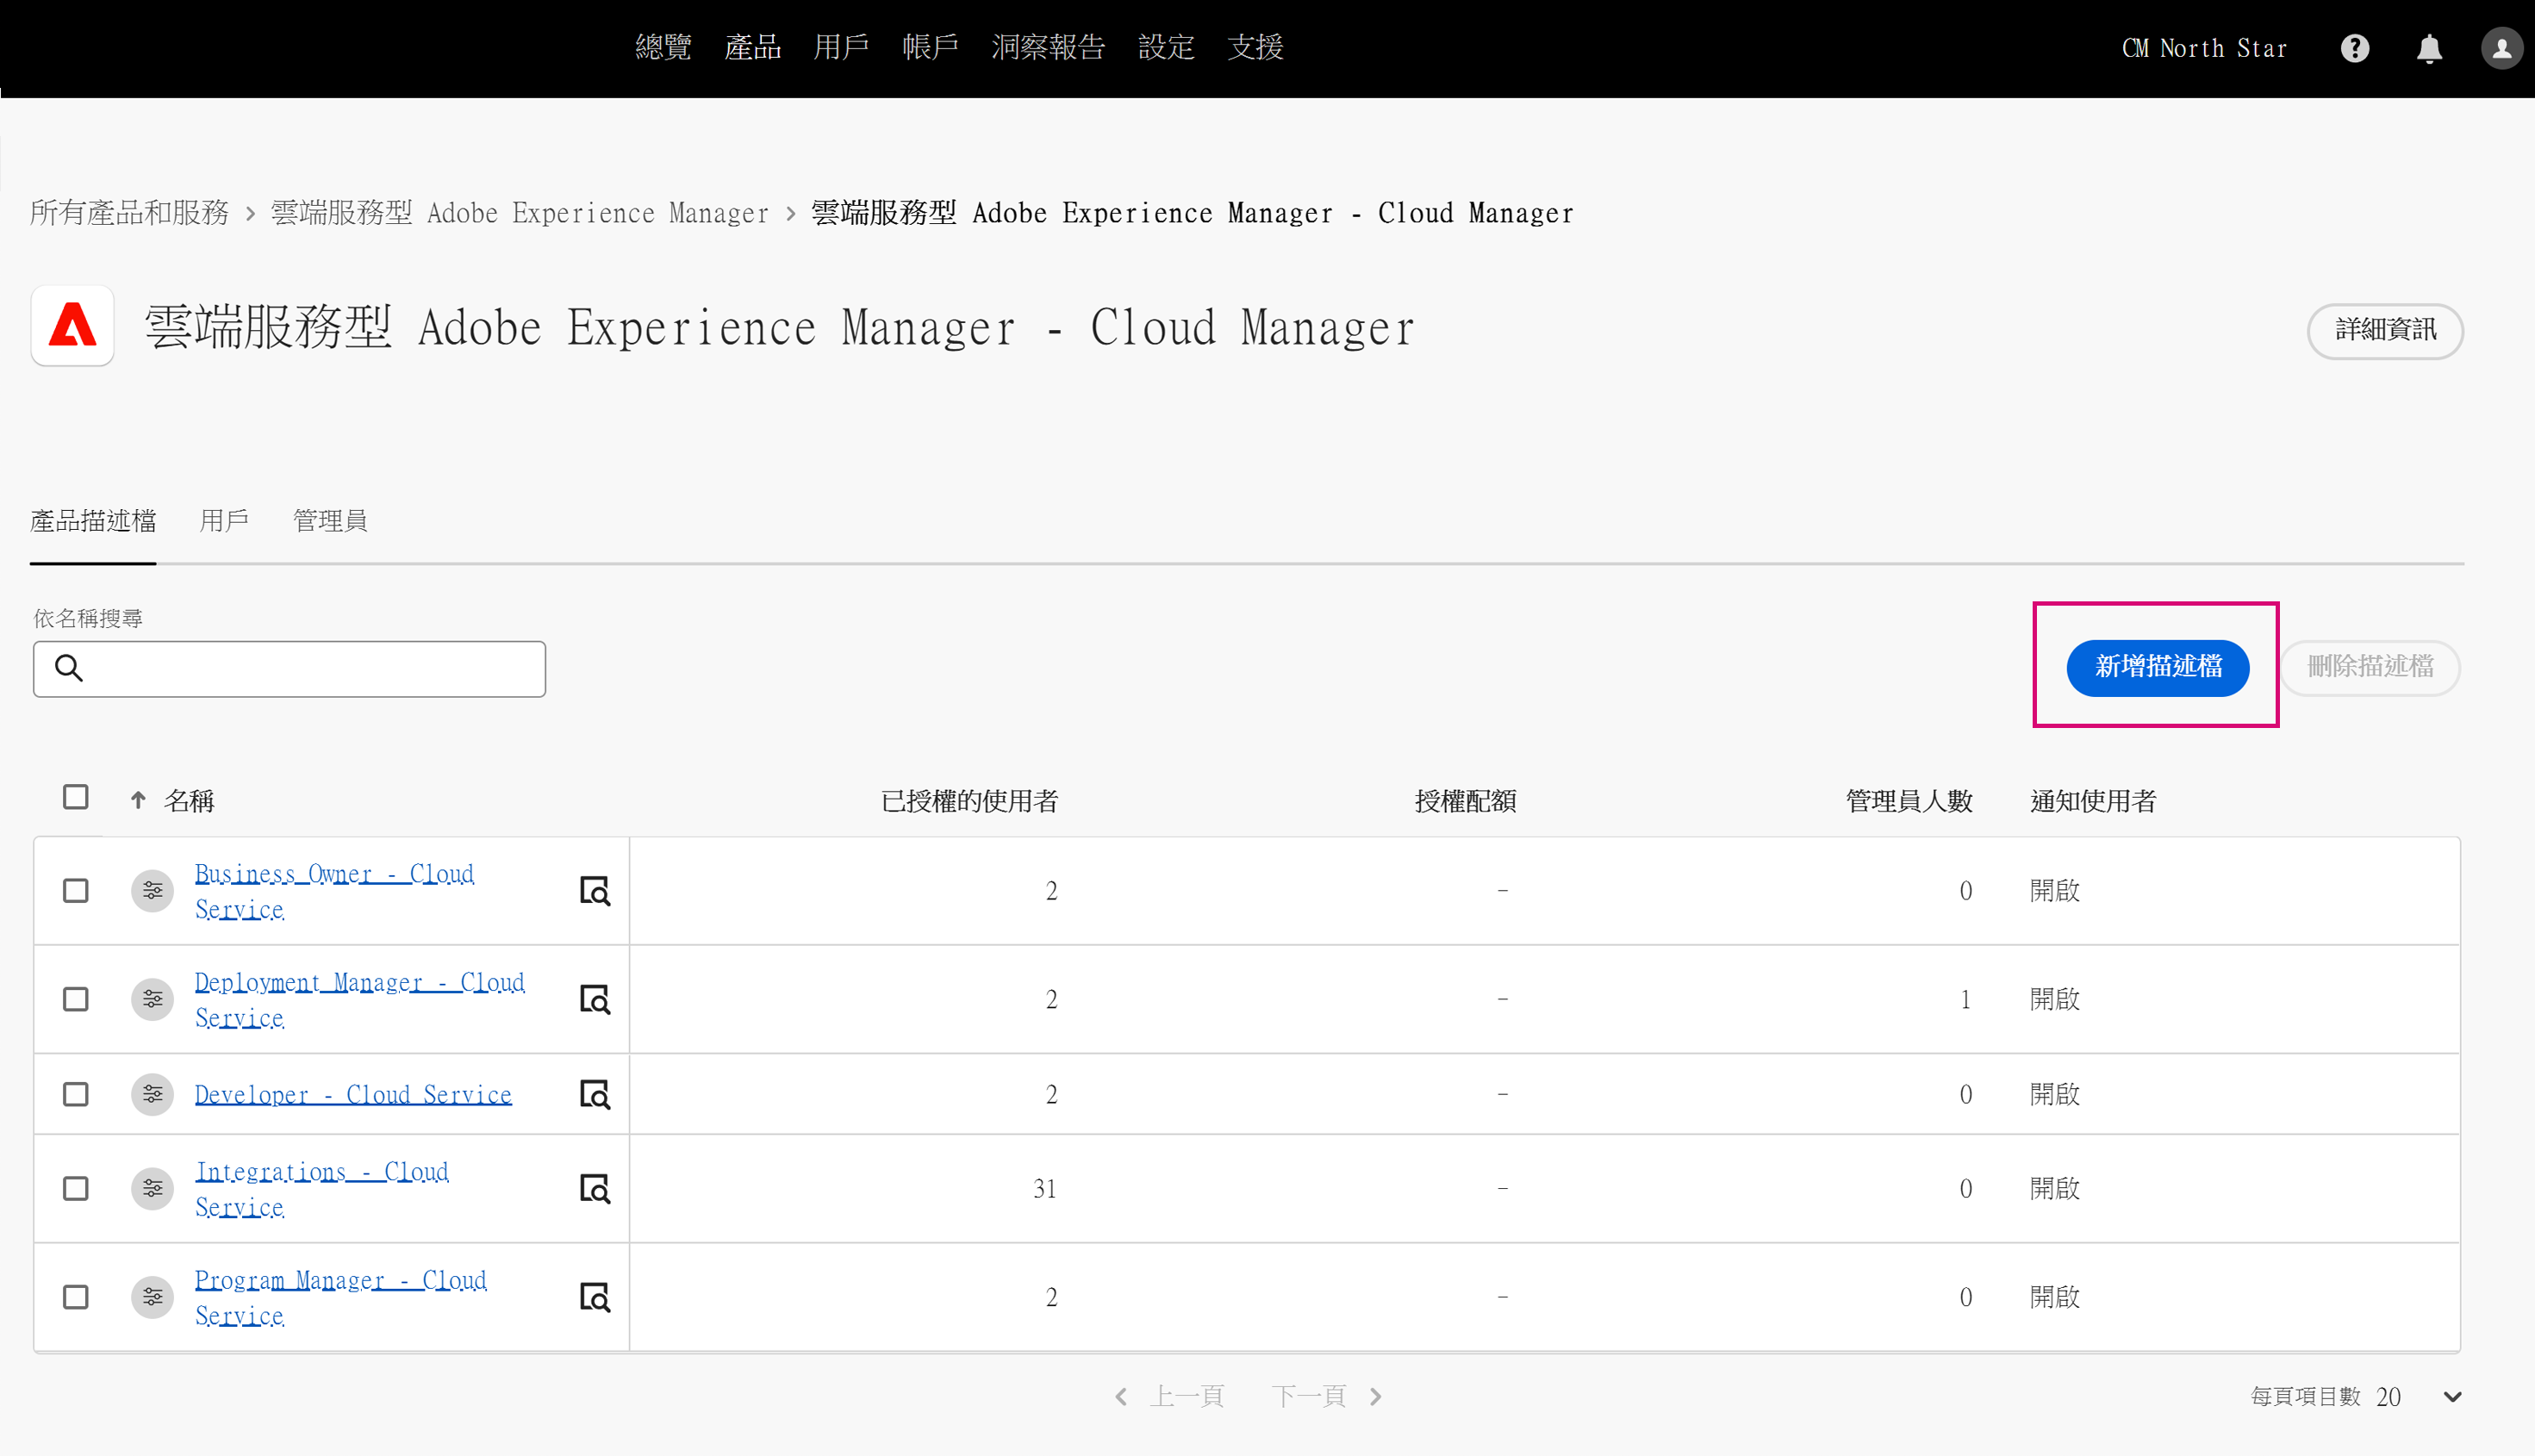 總覽 產品 用戶 帳戶 洞察報告 設定 支援 CM North Star
所有產品和服務 > 雲端服務型 Adobe Experience Manager > 雲端服務型 Adobe Experience Manager - Cloud Manager
雲端服務型 Adobe Experience Manager - Cloud Manager 詳細資訊
產品描述檔 用戶 管理員
依名稱搜尋
新增描述檔 刪除描述檔
名稱 已授權的使用者 授權配額 管理員人數 通知使用者
Business Owner - Cloud
Service 2 - 0 開啟
Deployment Manager - Cloud
Service 2 - 1 開啟
Developer - Cloud Service 2 - 0 開啟
Integrations - Cloud
Service 31 - 0 開啟
Program Manager - Cloud
Service 2 - 0 開啟
上一頁 下一頁 每頁項目數 20